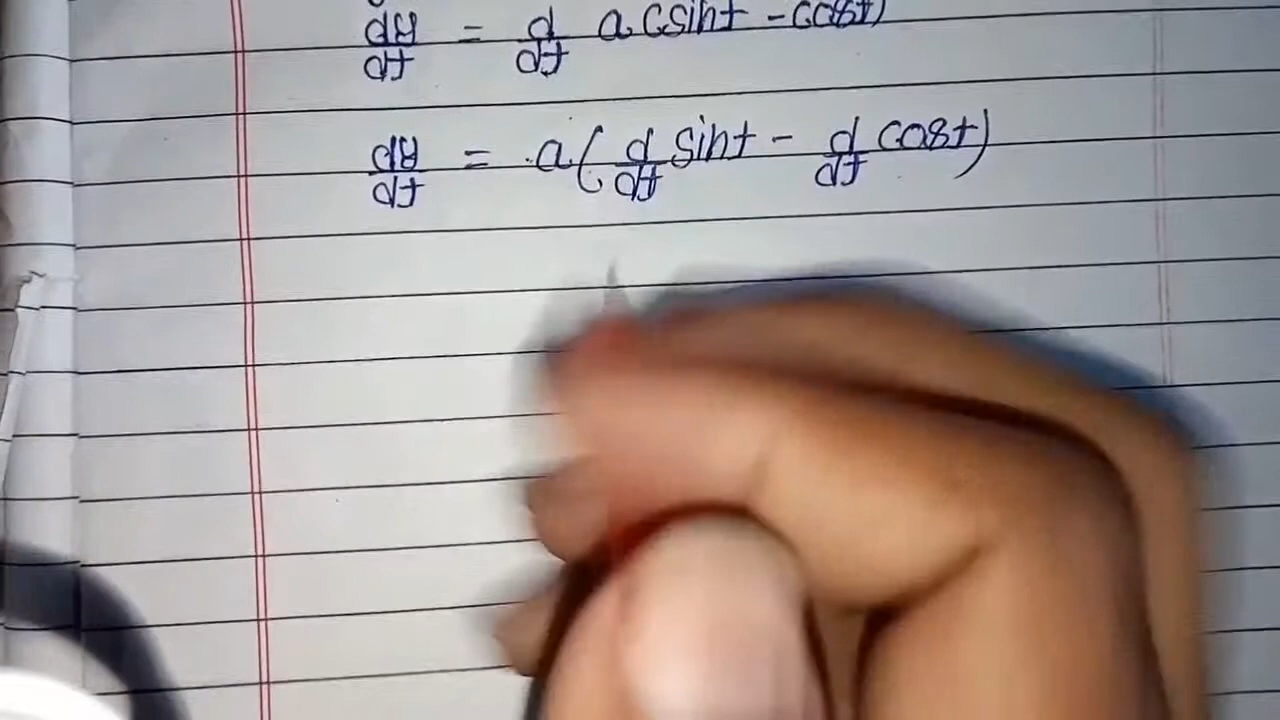 dy/dt = d/dt a (sint - cost)
dy/dt = a( d/dt sint - d/dt cost)